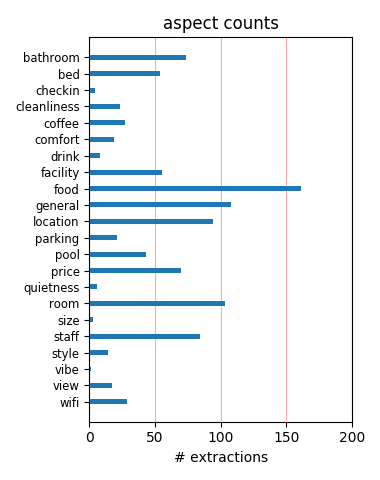 aspect counts
bathroom
bed
checkin
cleanliness
coffee
comfort
drink
facility
food
general
location
parking
pool
price
quietness
room
size
staff
style
vibe
view
wifi
0 50 100 150 200
# extractions